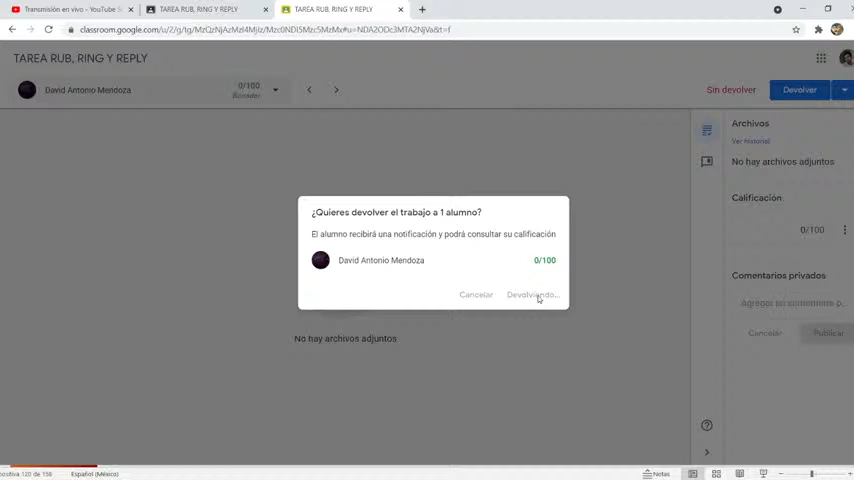 Transmisión en vivo - YouTube S
TAREA RUB, RING Y REPLY
TAREA RUB, RING Y REPLY
classroom.google.com/u/2/g/tg/MzQzNjAzMzI4MjIz/Mzc0NDI5Mzc5MzMx#u=NDA2ODc3MTA2NjVa&t=f
TAREA RUB, RING Y REPLY
David Antonio Mendoza
0/100
Borrador
Sin devolver
Devolver
Archivos
Ver historial
No hay archivos adjuntos
¿Quieres devolver el trabajo a 1 alumno?
El alumno recibirá una notificación y podrá consultar su calificación
David Antonio Mendoza
0/100
Cancelar
Devolviendo...
Calificación
0/100
Comentarios privados
Agregar un comentario p...
Cancelar
Publicar
No hay archivos adjuntos
ositiva 120 de 156
Español (México)
Notas